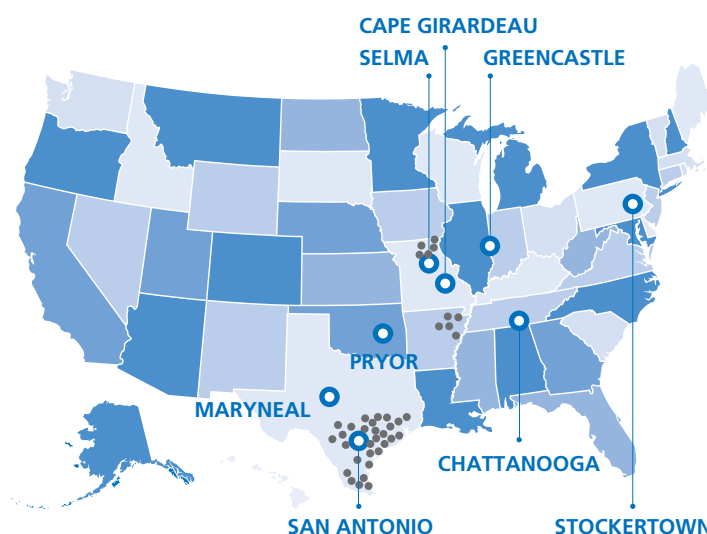 CAPE GIRARDEAU
SELMA
GREENCASTLE
PRYOR
MARYNEAL
CHATTANOOGA
SAN ANTONIO
STOCKERTOWN